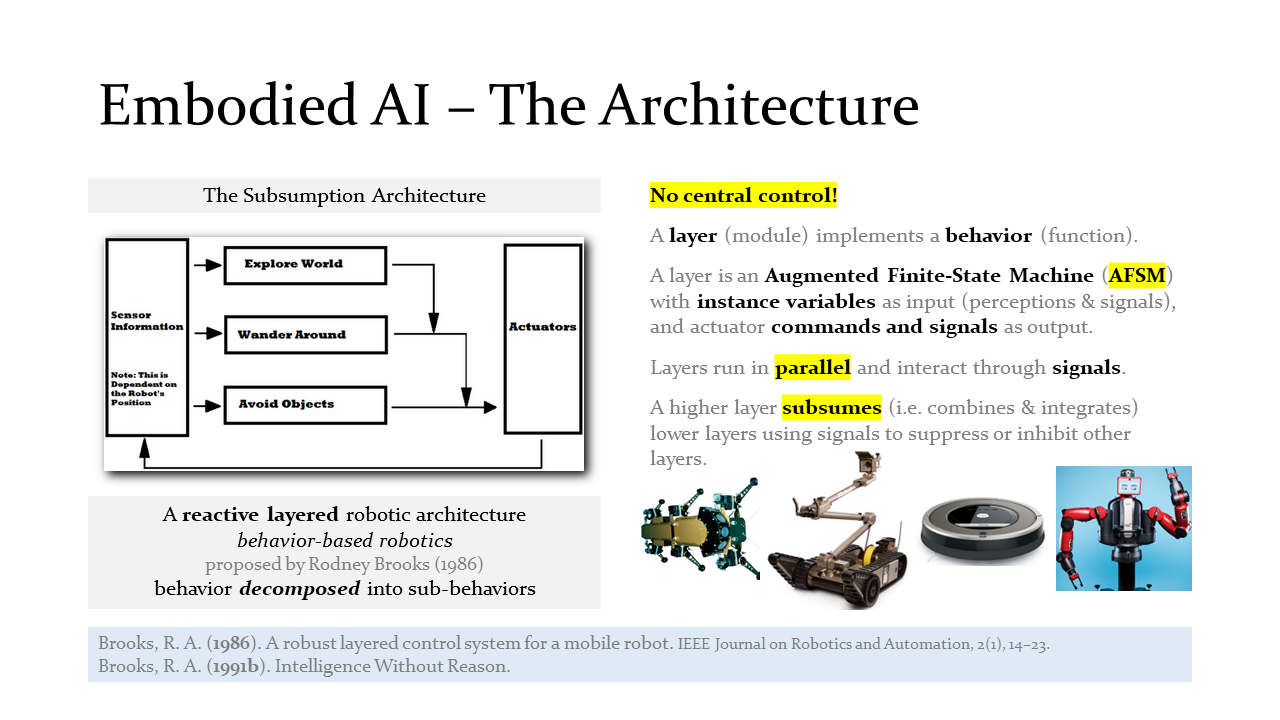 Embodied AI – The Architecture
The Subsumption Architecture
Sensor
Information
Note: This is
Dependent on
the Robot's
Position
Explore World
Wander Around
Avoid Objects
Actuators
A reactive layered robotic architecture
behavior-based robotics
proposed by Rodney Brooks (1986)
behavior decomposed into sub-behaviors
No central control!
A layer (module) implements a behavior (function).
A layer is an Augmented Finite-State Machine (AFSM)
with instance variables as input (perceptions & signals),
and actuator commands and signals as output.
Layers run in parallel and interact through signals.
A higher layer subsumes (i.e. combines & integrates)
lower layers using signals to suppress or inhibit other
layers.
Brooks, R. A. (1986). A robust layered control system for a mobile robot. IEEE Journal on Robotics and Automation, 2(1), 14–23.
Brooks, R. A. (1991b). Intelligence Without Reason.